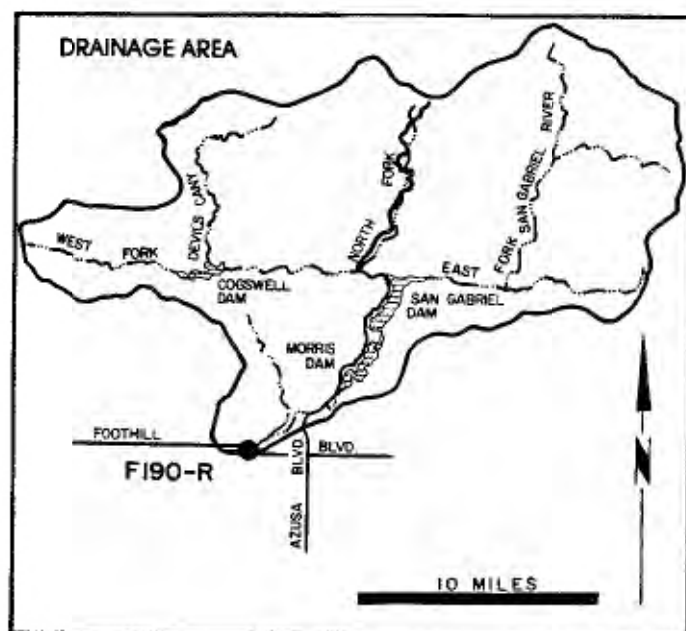 DRAINAGE AREA
DEVILS CANY
NORTH FORK
FORK SAN GABRIEL RIVER
WEST FORK
EAST
COGSWELL
DAM
SAN GABRIEL
DAM
MORRIS
DAM
FOOTHILL
BLVD.
F190-R
AZUSA BLVD.
N
10 MILES